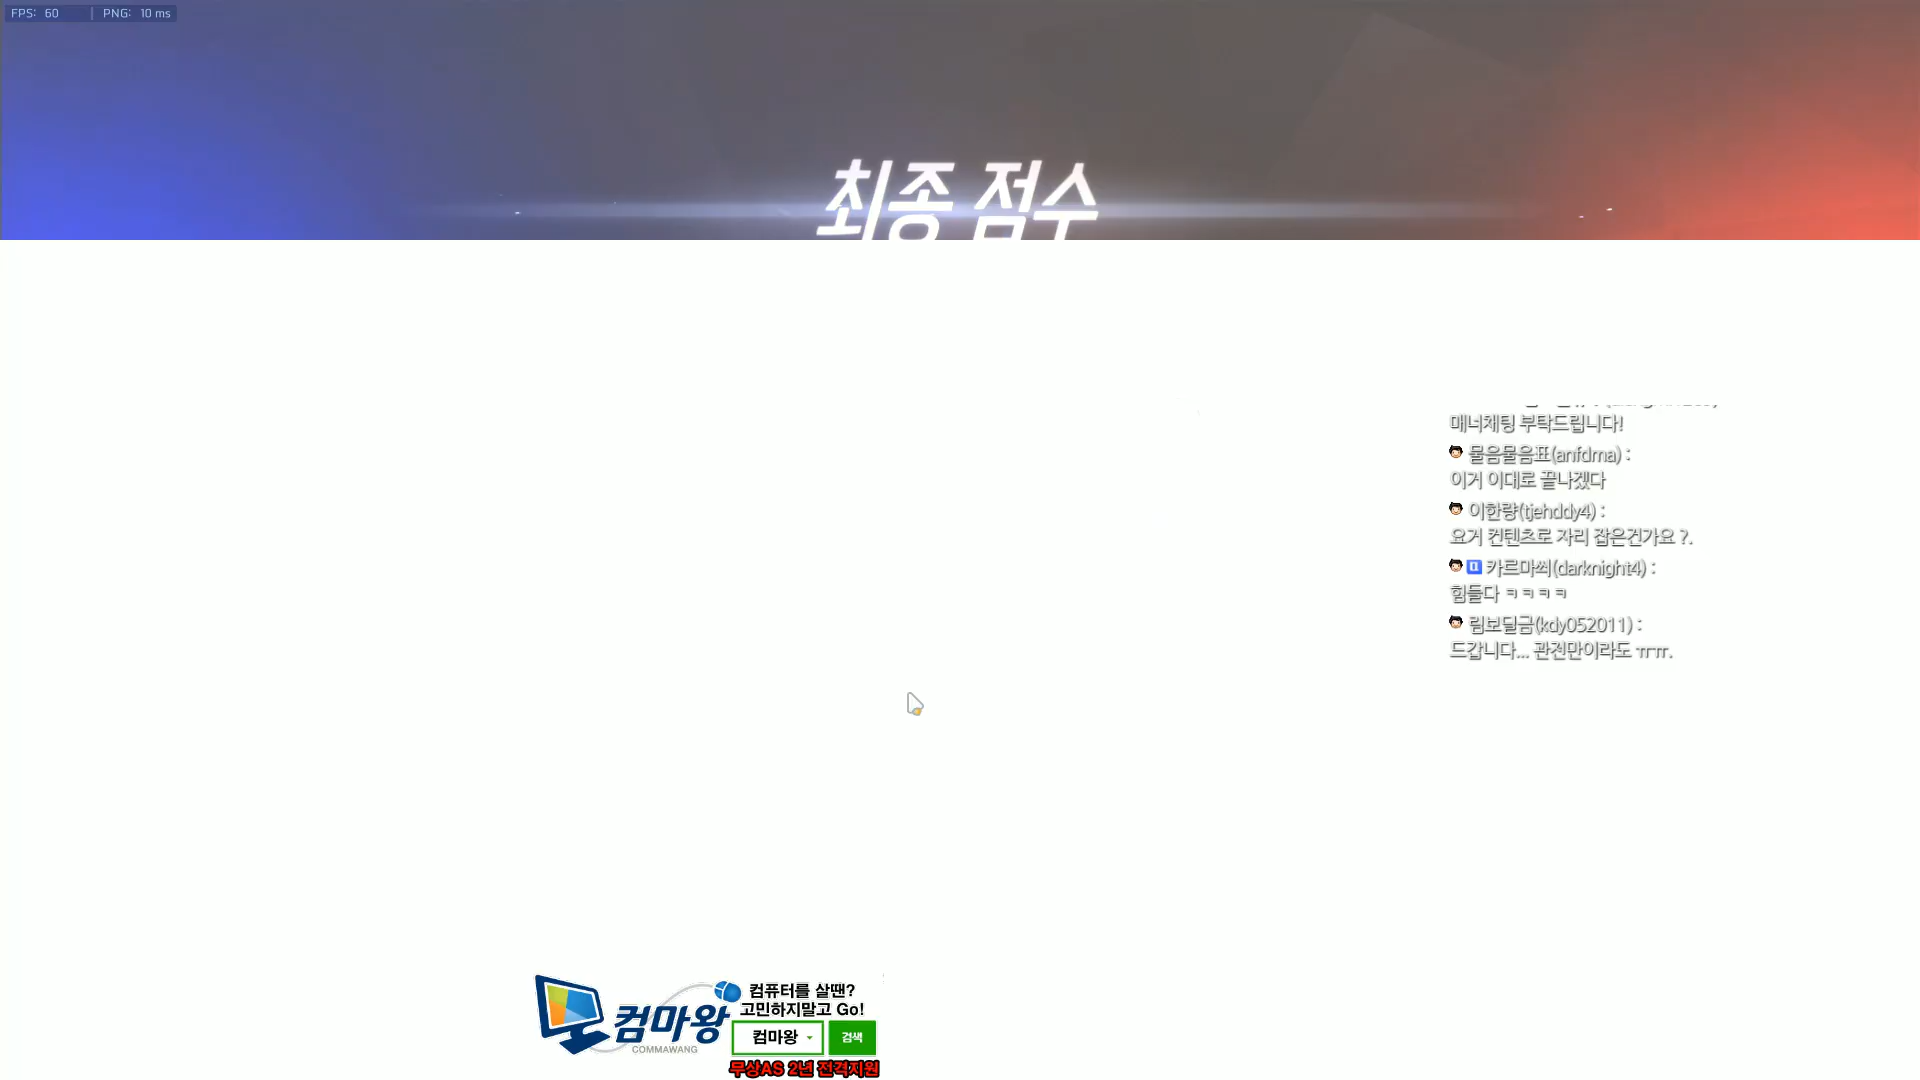 FPS: 60 | PNG: 10 ms
최종 점수
매너채팅 부탁드립니다!
물음물음표(anfdma) :
이거 이대로 끝나겠다
이한량(tjehddy4) :
요거 컨텐츠로 자리 잡은건가요 ?.
카르마씌(darknight4) :
힘들다 ㅋㅋㅋㅋ
림보딜금(kdy052011) :
드갑니다... 관전만이라도 ㅠㅠ.
컴퓨터를 살땐?
고민하지말고 Go!
컴마왕
COMMAWANG
컴마왕 검색
무상AS 2년 전격지원